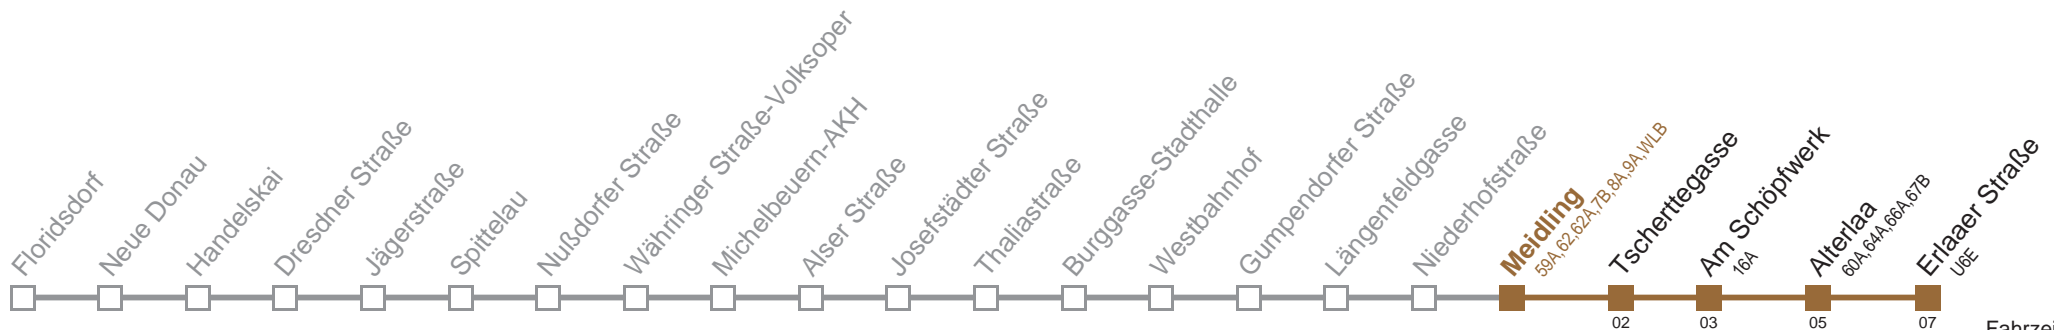 Floridsdorf
Neue Donau
Handelskai
Dresdner Straße
Jägerstraße
Spittelau
Nußdorfer Straße
Währinger Straße-Volksoper
Michelbeuern-AKH
Alser Straße
Josefstädter Straße
Thaliastraße
Burggasse-Stadthalle
Westbahnhof
Gumpendorfer Straße
Längenfeldgasse
Niederhofstraße
Meidling
59A,62,62A,7B,8A,9A,WLB
Tscherttegasse
Am Schöpfwerk
16A
Alterlaa
60A,64A,66A,67B
Erlaaer Straße
U6E
02
03
05
07